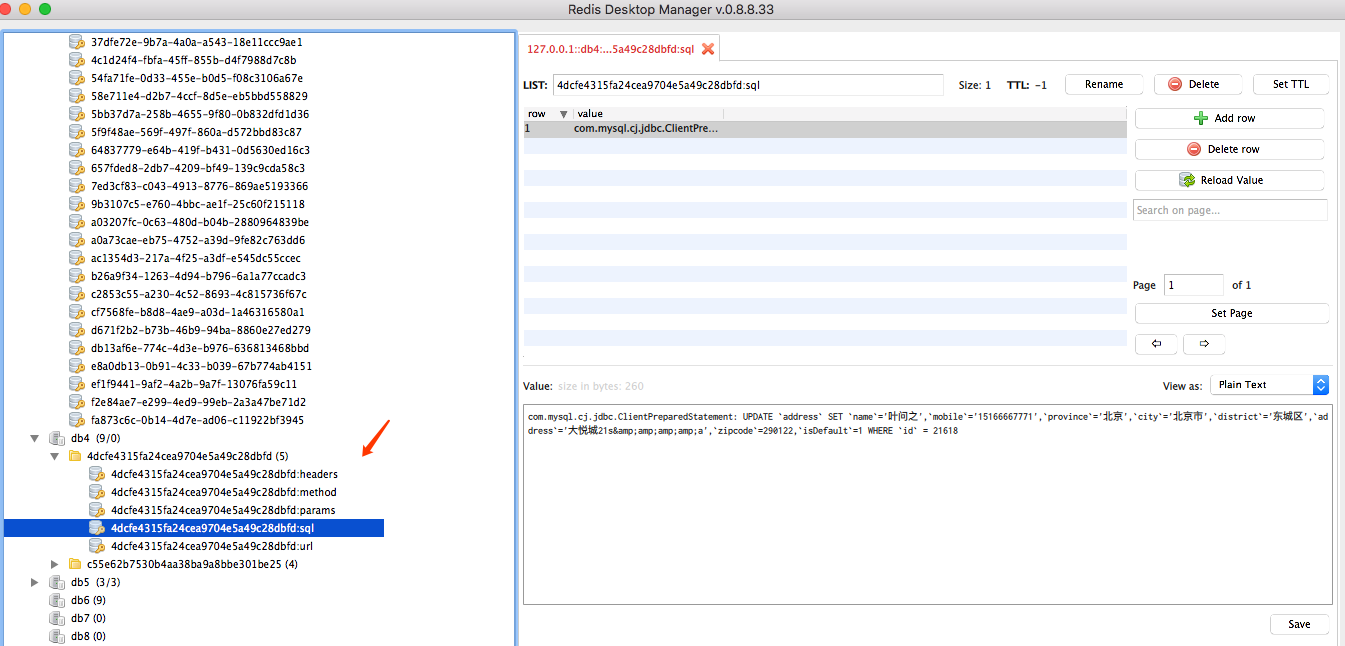 Redis Desktop Manager v.0.8.8.33
37dfe72e-9b7a-4a0a-a543-18e11ccc9ae1
4c1d24f4-fbfa-45ff-855b-d4f7988d7c8b
54fa71fe-0d33-455e-b0d5-f08c3106a67e
58e711e4-d2b7-4ccf-8d5e-eb5bbd558829
5bb37d7a-258b-4655-9f80-0b832dfd1d36
5f9f48ae-569f-497f-860a-d572bbd83c87
64837779-e64b-419f-b431-0d5630ed16c3
657fded8-2db7-4209-bf49-139c9cda58c3
7ed3cf83-c043-4913-8776-869ae5193366
9b3107c5-e760-4bbc-ae1f-25c60f215118
a03207fc-0c63-480d-b04b-2880964839be
a0a73cae-eb75-4752-a39d-9fe82c763dd6
ac1354d3-217a-4f25-a3df-e545dc55ccec
b26a9f34-1263-4d94-b796-6a1a77ccadc3
c2853c55-a230-4c52-8693-4c815736f67c
cf7568fe-b8d8-4ae9-a03d-1a46316580a1
d671f2b2-b73b-46b9-94ba-8860e27ed279
db13af6e-774c-4d3e-b976-636813468bbd
e8a0db13-0b91-4c33-b039-67b774ab4151
ef1f9441-9af2-4a2b-9a7f-13076fa59c11
f2e84ae7-e299-4ed9-99eb-2a3a47be71d2
fa873c6c-0b14-4d7e-ad06-c11922bf3945
db4 (9/0)
4dcfe4315fa24cea9704e5a49c28dbfd (5)
4dcfe4315fa24cea9704e5a49c28dbfd:headers
4dcfe4315fa24cea9704e5a49c28dbfd:method
4dcfe4315fa24cea9704e5a49c28dbfd:params
4dcfe4315fa24cea9704e5a49c28dbfd:sql
4dcfe4315fa24cea9704e5a49c28dbfd:url
c55e62b7530b4aa38ba9a8bbe301be25 (4)
db5 (3/3)
db6 (9)
db7 (0)
db8 (0)
127.0.0.1::db4:...5a49c28dbfd:sql
LIST: 4dcfe4315fa24cea9704e5a49c28dbfd:sql Size: 1 TTL: -1 Rename Delete Set TTL
row value
1 com.mysql.cj.jdbc.ClientPre...
Add row
Delete row
Reload Value
Search on page...
Page 1 of 1
Set Page
Value: size in bytes: 260 View as: Plain Text
com.mysql.cj.jdbc.ClientPreparedStatement: UPDATE `address` SET `name`='叶问之',`mobile`='15166667771',`province`='北京',`city`='北京市',`district`='东城区',`ad
dress`='大悦城21s&amp;amp;amp;amp;a',`zipcode`=290122,`isDefault`=1 WHERE `id` = 21618
Save